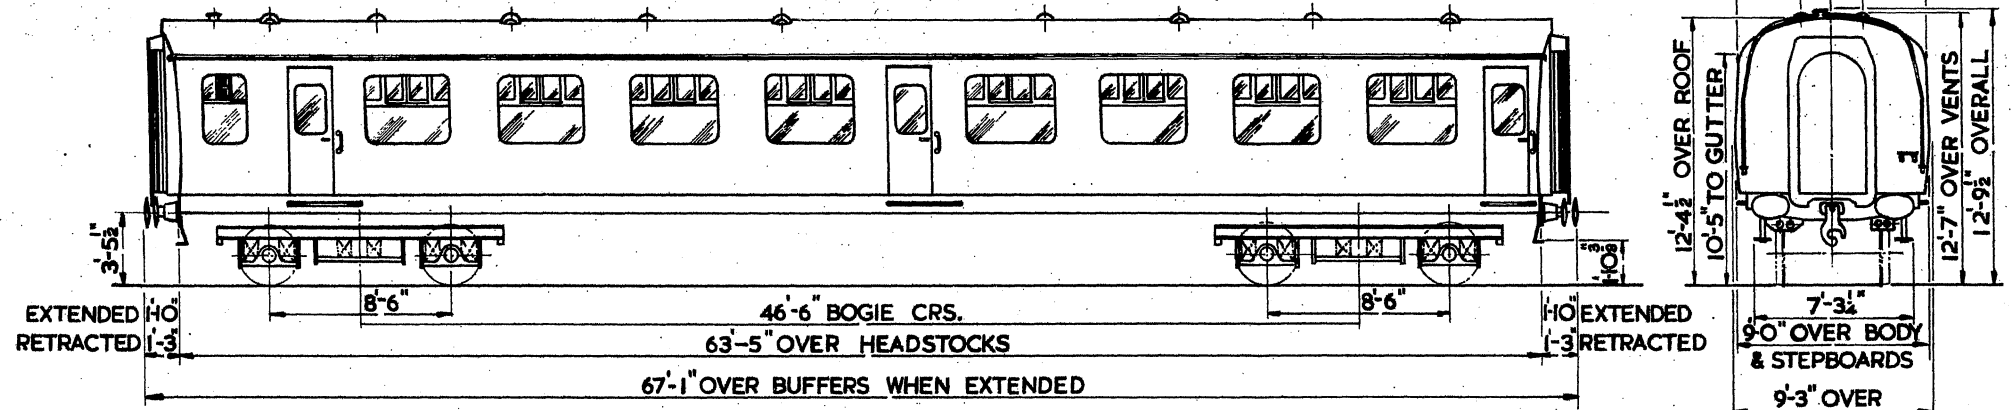 3'-5½"
EXTENDED 1'-10"
RETRACTED 1'-3"
8'-6"
46'-6" BOGIE CRS.
8'-6"
63'-5" OVER HEADSTOCKS
67'-1" OVER BUFFERS WHEN EXTENDED
1'-10" EXTENDED
1'-3" RETRACTED
1'-10⅜"
12'-4½" OVER ROOF
10'-5" TO GUTTER
12'-7" OVER VENTS
12'-9½" OVERALL
7'-3¼"
9'-0" OVER BODY
& STEPBOARDS
9'-3" OVER